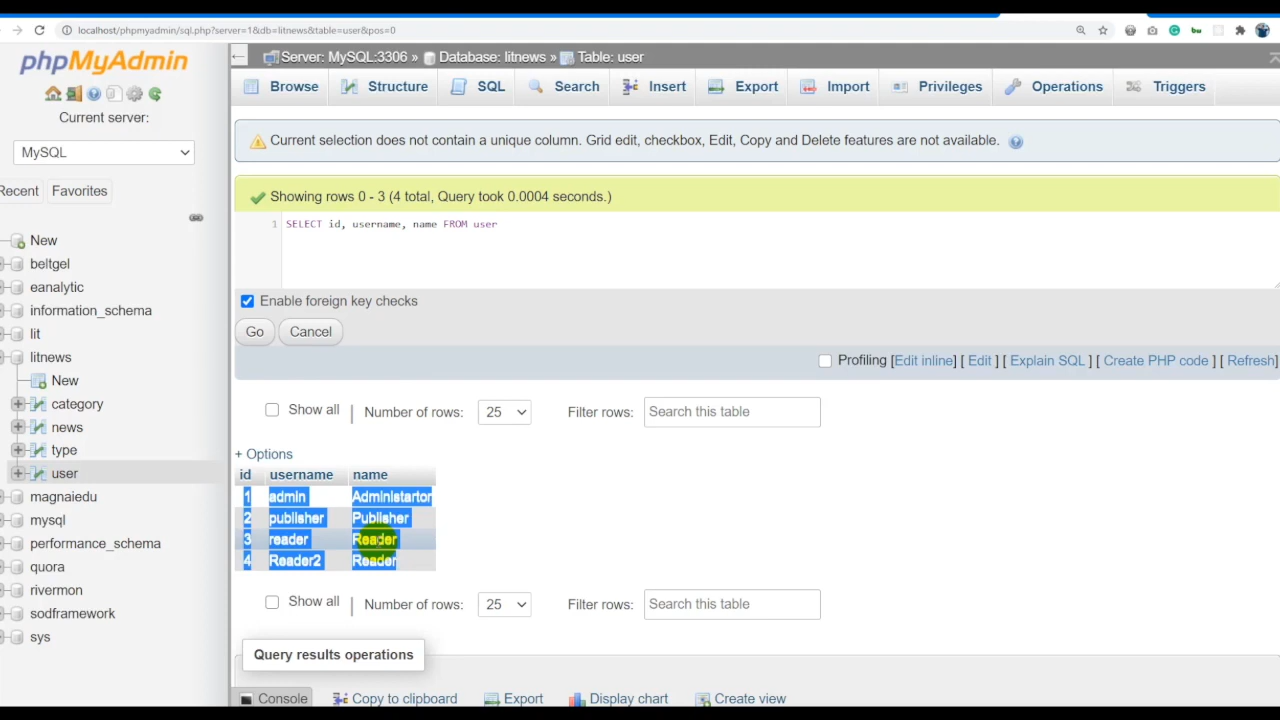 localhost/phpmyadmin/sql.php?server=1&db=litnews&table=user&pos=0
phpMyAdmin
Current server:
MySQL
Recent Favorites
New
beltgel
eanalytic
information_schema
lit
litnews
New
category
news
type
user
magnaiedu
mysql
performance_schema
quora
rivermon
sodframework
sys
Server: MySQL:3306 » Database: litnews » Table: user
Browse Structure SQL Search Insert Export Import Privileges Operations Triggers
Current selection does not contain a unique column. Grid edit, checkbox, Edit, Copy and Delete features are not available.
Showing rows 0 - 3 (4 total, Query took 0.0004 seconds.)
1 SELECT id, username, name FROM user
Enable foreign key checks
Go Cancel
Profiling [Edit inline] [ Edit ] [ Explain SQL ] [ Create PHP code ] [ Refresh]
Show all | Number of rows: 25 Filter rows: Search this table
+ Options
id username name
1 admin Administartor
2 publisher Publisher
3 reader Reader
4 Reader2 Reader
Show all | Number of rows: 25 Filter rows: Search this table
Query results operations
Console Copy to clipboard Export Display chart Create view